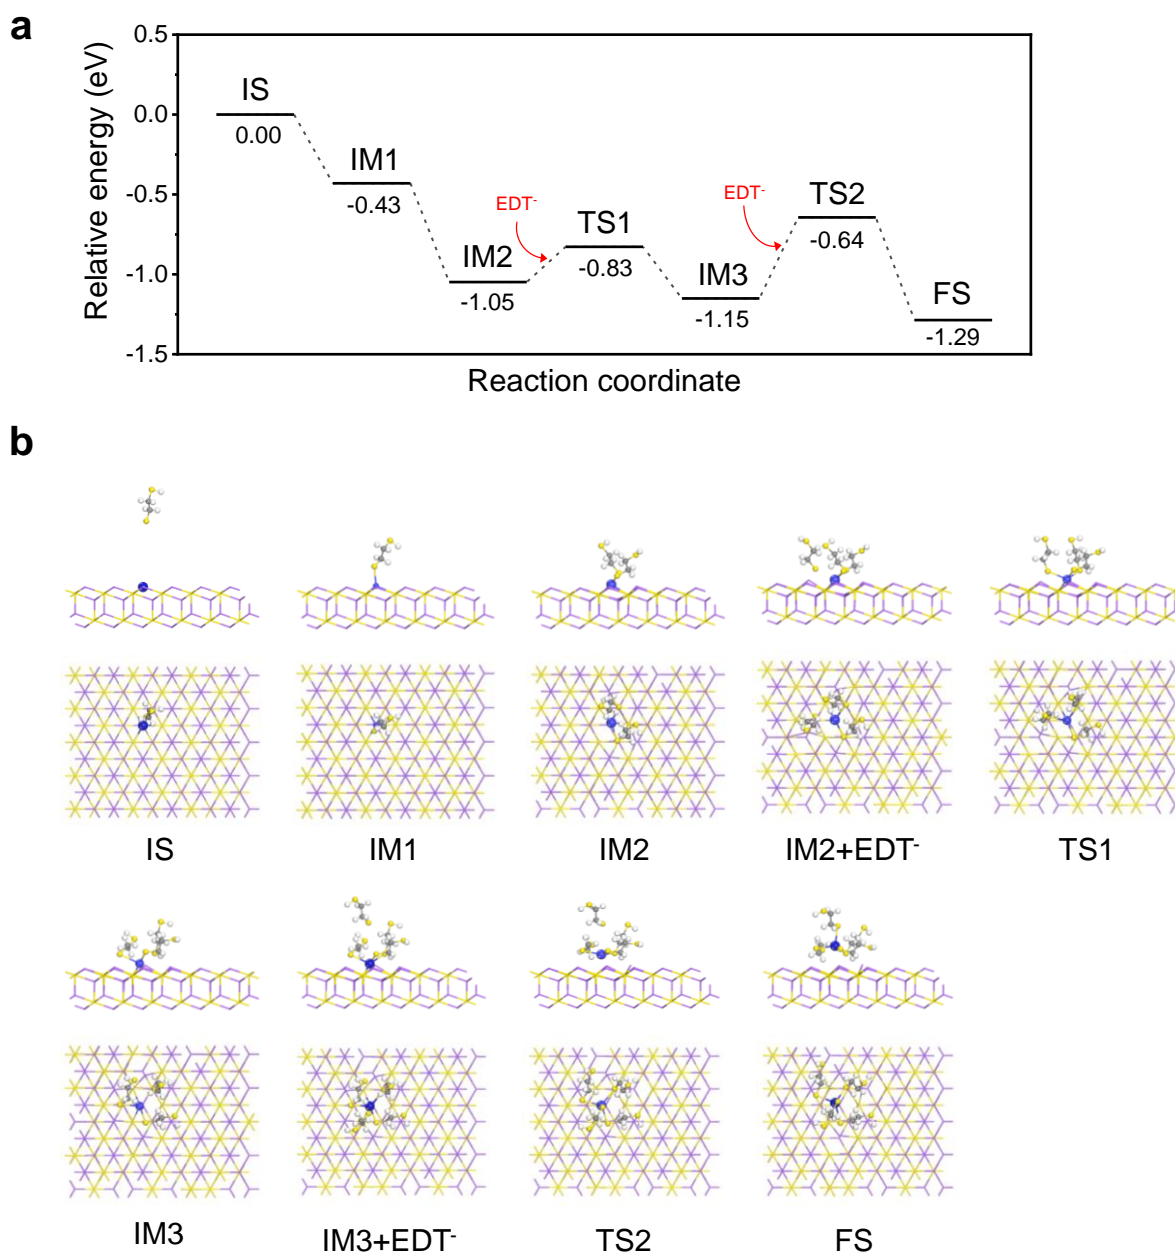 a
Relative energy (eV)
0.5
0.0
-0.5
-1.0
-1.5
IS
0.00
IM1
-0.43
IM2
-1.05
EDT-
TS1
-0.83
IM3
-1.15
EDT-
TS2
-0.64
FS
-1.29
Reaction coordinate
b
IS IM1 IM2 IM2+EDT- TS1
IM3 IM3+EDT- TS2 FS